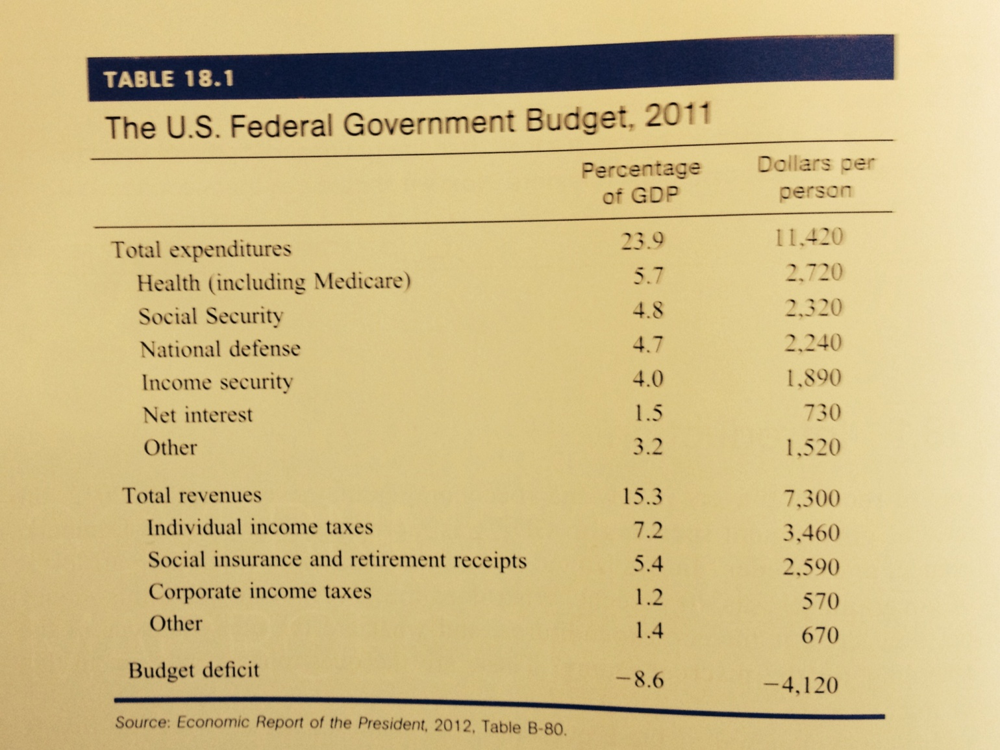 TABLE 18.1
The U.S. Federal Government Budget, 2011
Percentage of GDP Dollars per person
Total expenditures 23.9 11,420
Health (including Medicare) 5.7 2,720
Social Security 4.8 2,320
National defense 4.7 2,240
Income security 4.0 1,890
Net interest 1.5 730
Other 3.2 1,520
Total revenues 15.3 7,300
Individual income taxes 7.2 3,460
Social insurance and retirement receipts 5.4 2,590
Corporate income taxes 1.2 570
Other 1.4 670
Budget deficit −8.6 −4,120
Source: Economic Report of the President, 2012, Table B-80.